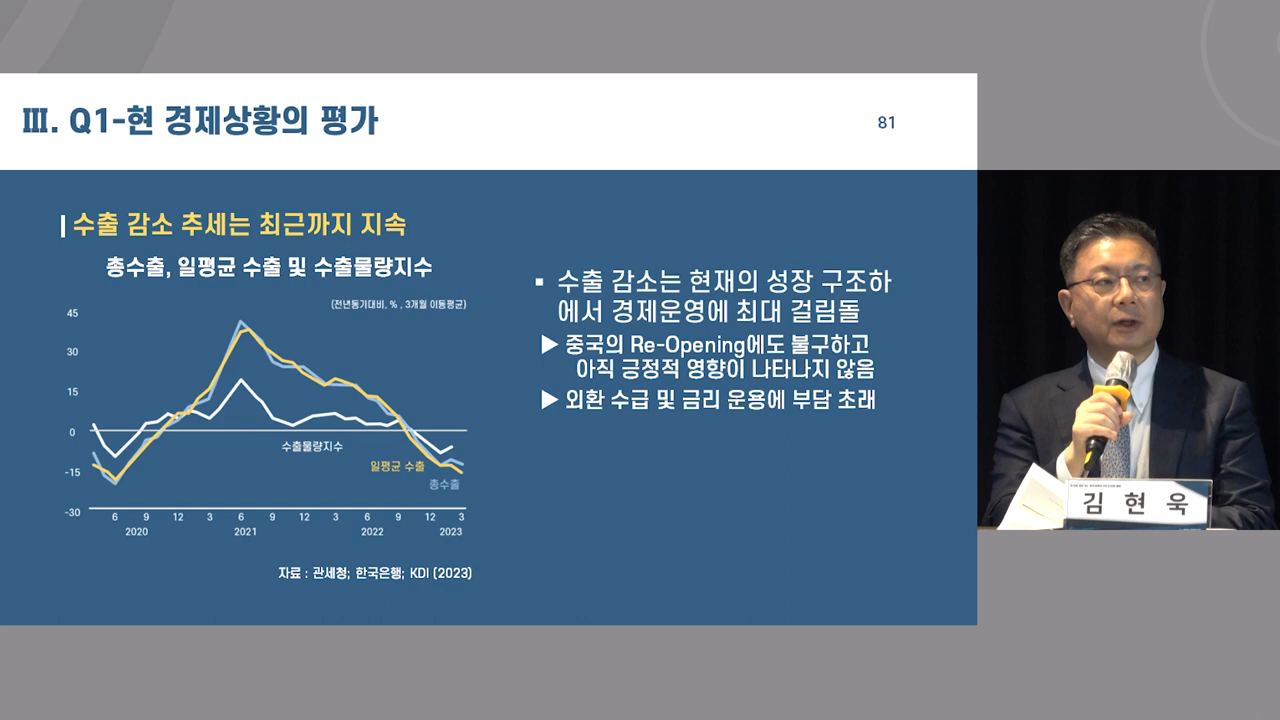 Ⅲ. Q1-현 경제상황의 평가
81
수출 감소 추세는 최근까지 지속
총수출, 일평균 수출 및 수출물량지수
(전년동기대비, % , 3개월 이동평균)
45
30
15
0
-15
-30
수출물량지수
일평균 수출
총수출
6 9 12 3 6 9 12 3 6 9 12 3
2020 2021 2022 2023
자료 : 관세청; 한국은행; KDI (2023)
▪ 수출 감소는 현재의 성장 구조하
에서 경제운영에 최대 걸림돌
▶ 중국의 Re-Opening에도 불구하고
아직 긍정적 영향이 나타나지 않음
▶ 외환 수급 및 금리 운용에 부담 초래
김 현 욱